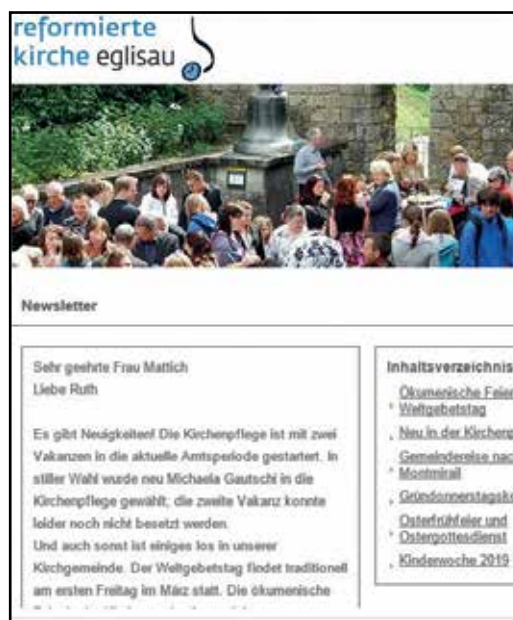 reformierte
kirche eglisau
Newsletter
Sehr geehrte Frau Mattich
Liebe Ruth
Es gibt Neuigkeiten! Die Kirchenpflege ist mit zwei
Vakanzen in die aktuelle Amtsperiode gestartet. In
stiller Wahl wurde neu Michaela Gautschi in die
Kirchenpflege gewählt; die zweite Vakanz konnte
leider noch nicht besetzt werden.
Und auch sonst ist einiges los in unserer
Kirchgemeinde. Der Weltgebetstag findet traditionell
am ersten Freitag im März statt. Die ökumenische
Inhaltsverzeichnis
Ökumenische Feier
Weltgebetstag
Neu in der Kirchenp
Gemeindereise nac
Montmirail
Gründonnerstagske
Osterfrühfeier und
Ostergottesdienst
Kinderwoche 2019